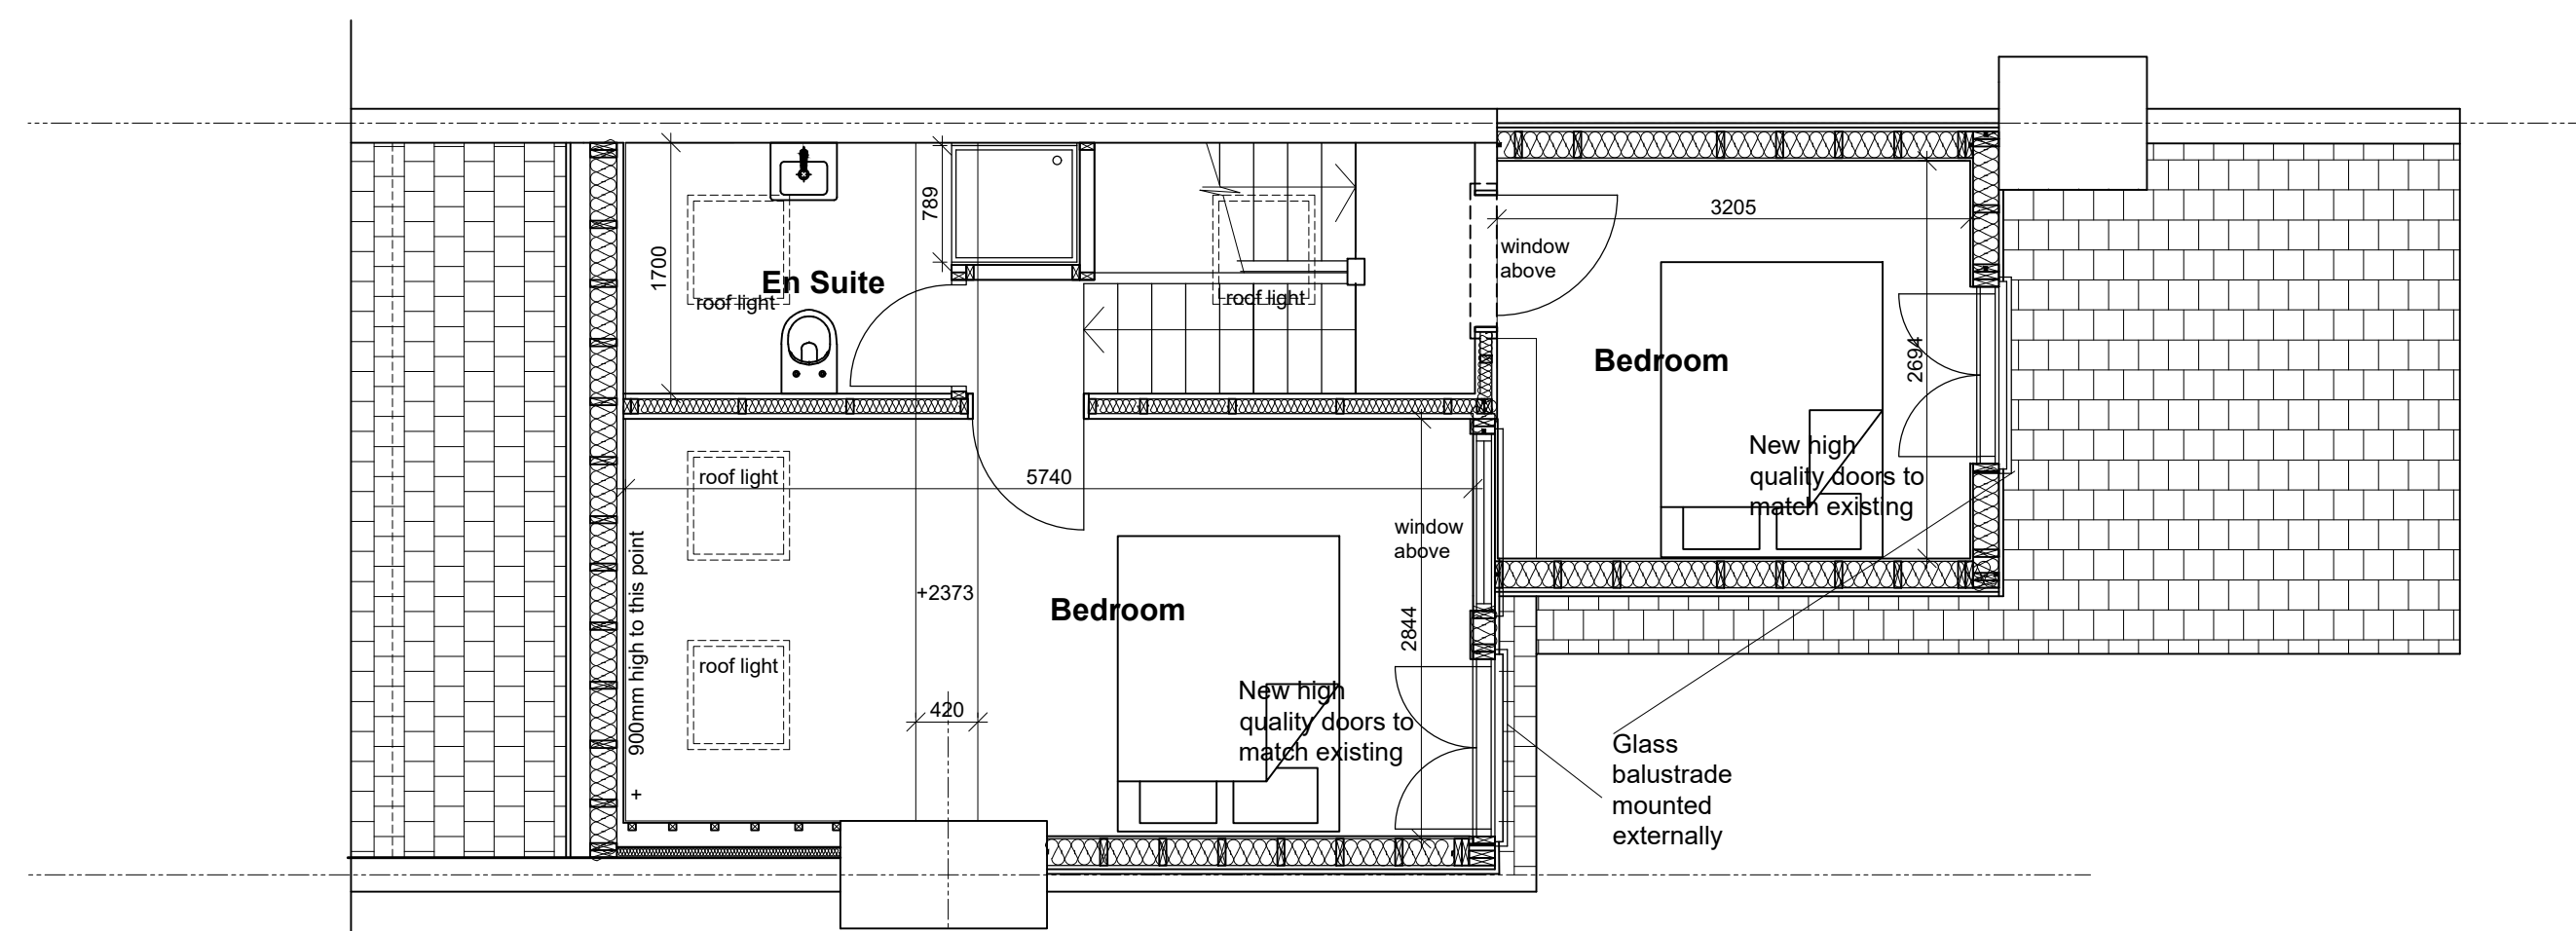 789
3205
1700
window
above
En Suite
roof light
roof light
Bedroom
2694
New high
quality doors to
match existing
roof light
5740
window
above
900mm high to this point
+2373
Bedroom
2844
roof light
New high
quality doors to
match existing
420
Glass
balustrade
mounted
externally
+